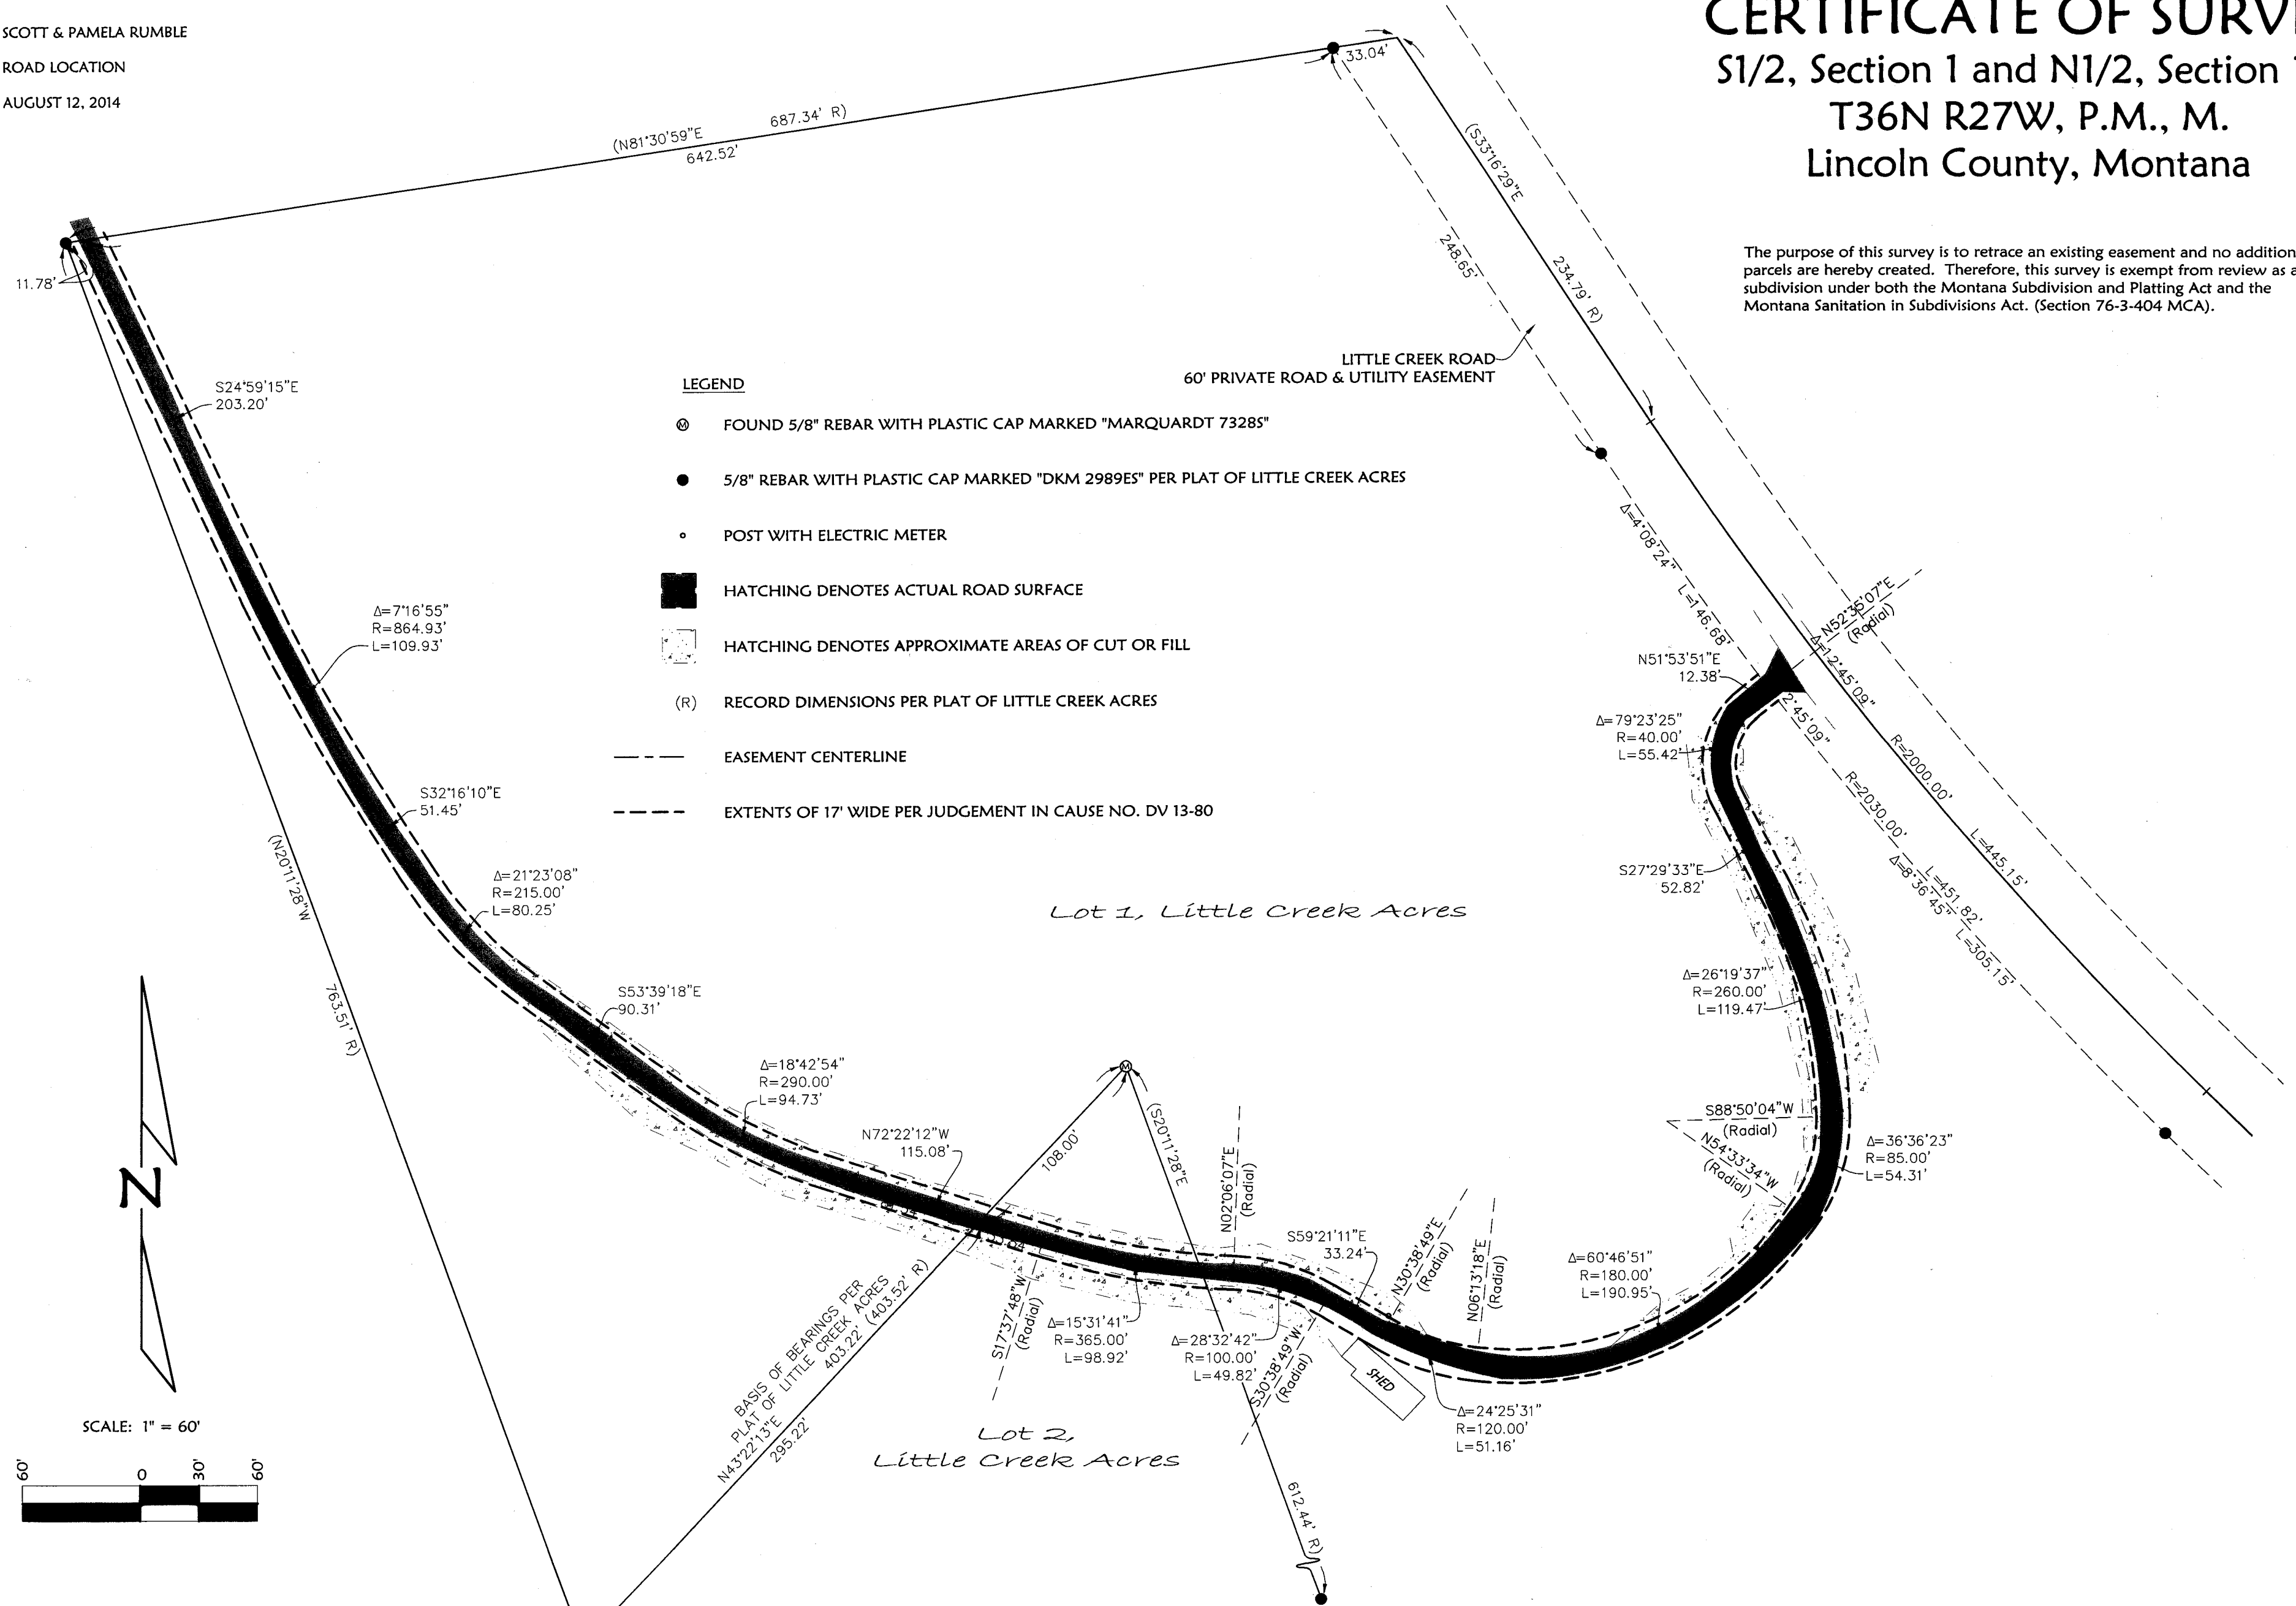 SCOTT & PAMELA RUMBLE
ROAD LOCATION
AUGUST 12, 2014
CERTIFICATE OF
S1/2, Section 1 and N1/2, Section
T36N R27W, P.M., M.
Lincoln County, Montana
The purpose of this survey is to retrace an existing easement and no
parcels are hereby created. Therefore, this survey is exempt from review as a
subdivision under both the Montana Subdivision and Platting Act and the
Montana Sanitation in Subdivisions Act. (Section 76-3-404 MCA).
33.04'
(N81°30'59"E 687.34' R)
642.52'
(S33°16'29"E
234.79' R)
248.65'
11.78'
LITTLE CREEK ROAD
60' PRIVATE ROAD & UTILITY EASEMENT
LEGEND
M FOUND 5/8" REBAR WITH PLASTIC CAP MARKED "MARQUARDT 7328S"
5/8" REBAR WITH PLASTIC CAP MARKED "DKM 2989ES" PER PLAT OF LITTLE CREEK ACRES
POST WITH ELECTRIC METER
HATCHING DENOTES ACTUAL ROAD SURFACE
HATCHING DENOTES APPROXIMATE AREAS OF CUT OR FILL
(R) RECORD DIMENSIONS PER PLAT OF LITTLE CREEK ACRES
EASEMENT CENTERLINE
EXTENTS OF 17' WIDE PER JUDGEMENT IN CAUSE NO. DV 13-80
S24°59'15"E
203.20'
Δ=7°16'55"
R=864.93'
L=109.93'
S32°16'10"E
51.45'
Δ=21°23'08"
R=215.00'
L=80.25'
(N20°11'28"W
763.51' R)
S53°39'18"E
90.31'
Δ=18°42'54"
R=290.00'
L=94.73'
N72°22'12"W
115.08'
Δ=4°08'24"
L=146.68'
N52°35'07"E
(Radial)
Δ=12°45'09"
R=2000.00'
L=445.15'
N51°53'51"E
12.38'
2°45'09"
R=2030.00'
L=451.82'
Δ=8°36'45"
L=305.15'
Δ=79°23'25"
R=40.00'
L=55.42'
S27°29'33"E
52.82'
Lot 1, Little Creek Acres
Δ=26°19'37"
R=260.00'
L=119.47'
S88°50'04"W
(Radial)
N54°33'34"W
(Radial)
Δ=36°36'23"
R=85.00'
L=54.31'
M
108.00'
(S20°11'28"E
612.44' R)
N02°06'07"E
(Radial)
S59°21'11"E
33.24'
N30°38'49"E
(Radial)
N06°13'18"E
(Radial)
Δ=60°46'51"
R=180.00'
L=190.95'
S17°37'48"W
(Radial)
Δ=15°31'41"
R=365.00'
L=98.92'
Δ=28°32'42"
R=100.00'
L=49.82'
S30°38'49"W
(Radial)
SHED
Δ=24°25'31"
R=120.00'
L=51.16'
BASIS OF BEARINGS PER
PLAT OF LITTLE CREEK ACRES
N43°22'13"E 403.22' (403.52' R)
295.22'
Lot 2,
Little Creek Acres
N
SCALE: 1" = 60'
60' 0 30' 60'